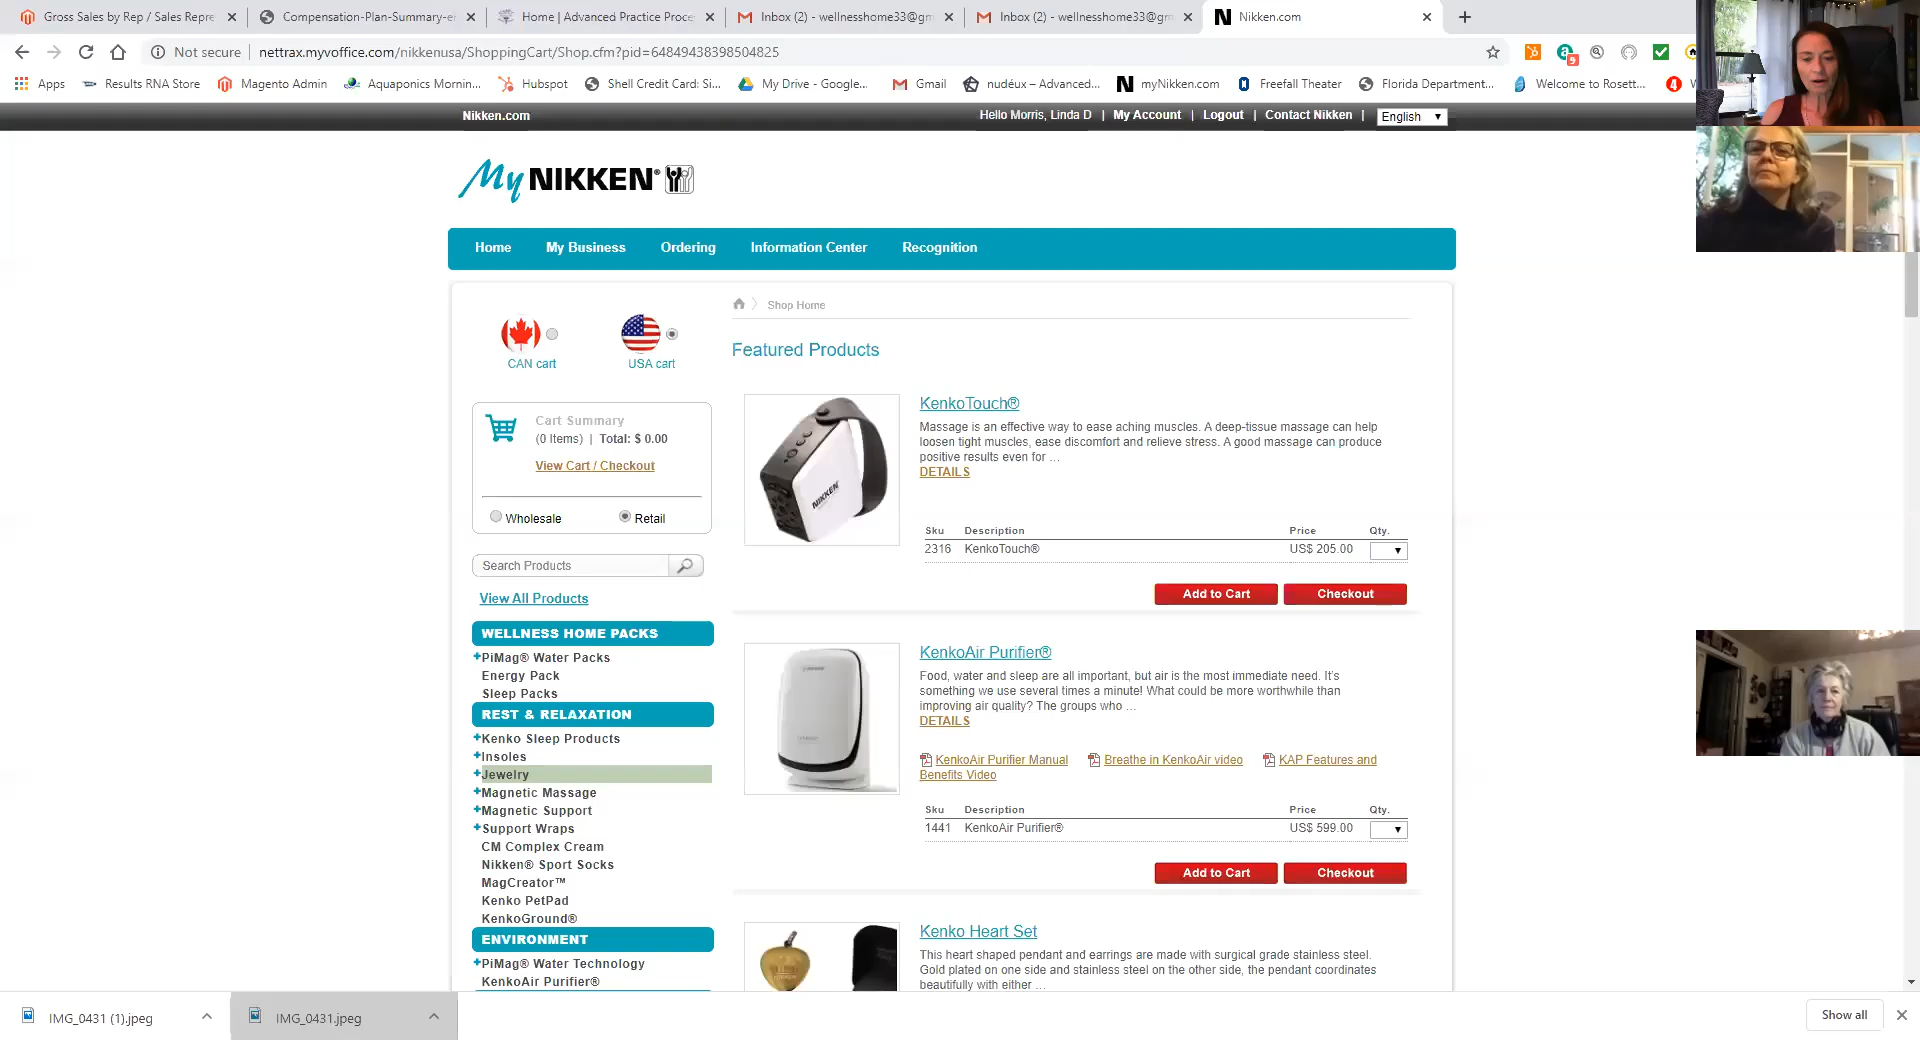 Gross Sales by Rep / Sales Repre
Compensation-Plan-Summary-e
Home | Advanced Practice Proce
Inbox (2) - wellnesshome33@gm
Inbox (2) - wellnesshome33@gm
Nikken.com
Not secure | nettrax.myvoffice.com/nikkenusa/ShoppingCart/Shop.cfm?pid=64849438398504825
Apps
Results RNA Store
Magento Admin
Aquaponics Mornin...
Hubspot
Shell Credit Card: Si...
My Drive - Google...
Gmail
nudéux – Advanced...
myNikken.com
Freefall Theater
Florida Department...
Welcome to Rosett...
Nikken.com
Hello Morris, Linda D | My Account | Logout | Contact Nikken |
English
My NIKKEN®
Home
My Business
Ordering
Information Center
Recognition
CAN cart
USA cart
Cart Summary
(0 Items) | Total: $ 0.00
View Cart / Checkout
Wholesale
Retail
Search Products
View All Products
WELLNESS HOME PACKS
+PiMag® Water Packs
Energy Pack
Sleep Packs
REST & RELAXATION
+Kenko Sleep Products
+Insoles
+Jewelry
+Magnetic Massage
+Magnetic Support
+Support Wraps
CM Complex Cream
Nikken® Sport Socks
MagCreator™
Kenko PetPad
KenkoGround®
ENVIRONMENT
+PiMag® Water Technology
KenkoAir Purifier®
Shop Home
Featured Products
NIKKEN
KenkoTouch®
Massage is an effective way to ease aching muscles. A deep-tissue massage can help
loosen tight muscles, ease discomfort and relieve stress. A good massage can produce
positive results even for ...
DETAILS
Sku Description Price Qty.
2316 KenkoTouch® US$ 205.00
Add to Cart
Checkout
KenkoAir Purifier®
Food, water and sleep are all important, but air is the most immediate need. It's
something we use several times a minute! What could be more worthwhile than
improving air quality? The groups who ...
DETAILS
KenkoAir Purifier Manual
Breathe in KenkoAir video
KAP Features and
Benefits Video
Sku Description Price Qty.
1441 KenkoAir Purifier® US$ 599.00
Add to Cart
Checkout
Kenko Heart Set
This heart shaped pendant and earrings are made with surgical grade stainless steel.
Gold plated on one side and stainless steel on the other side, the pendant coordinates
beautifully with either ...
IMG_0431 (1).jpeg
IMG_0431.jpeg
Show all